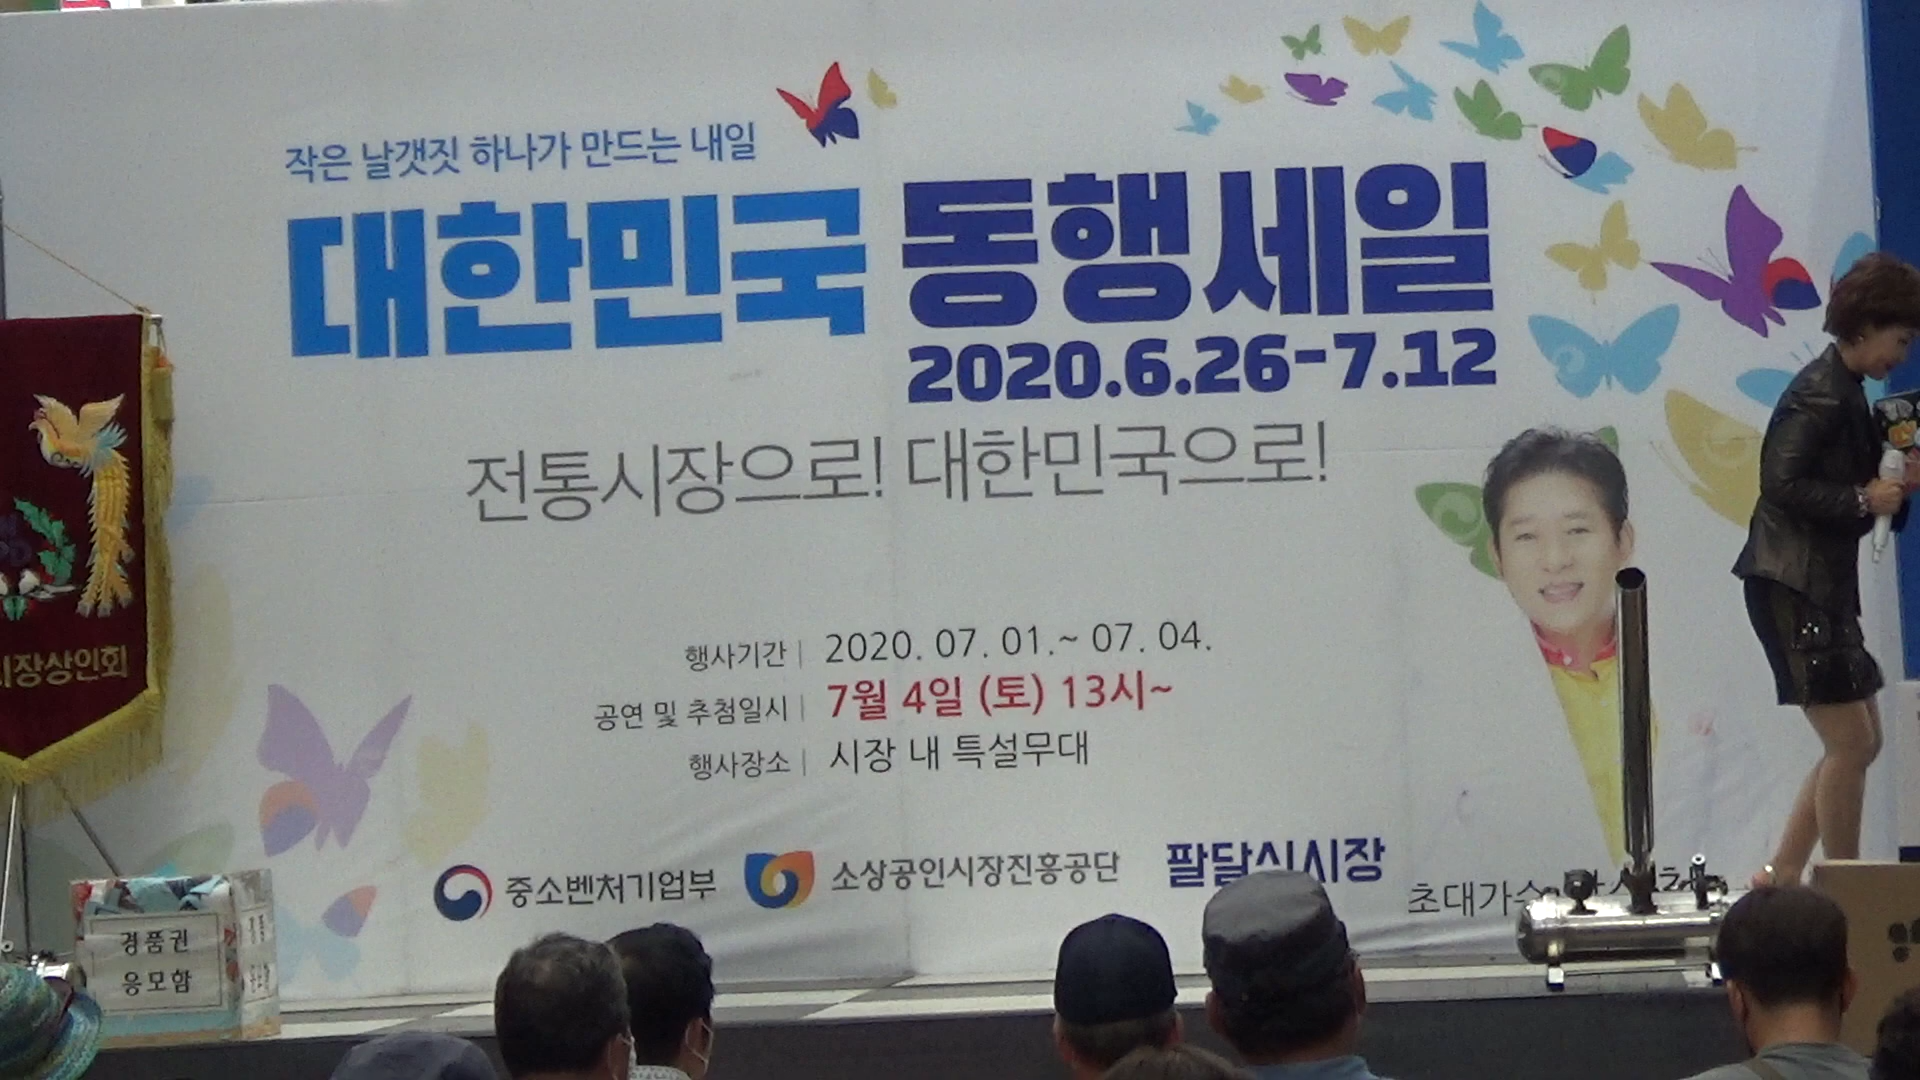 작은 날갯짓 하나가 만드는 내일
대한민국 동행세일
2020.6.26-7.12
전통시장으로! 대한민국으로!
행사기간 | 2020. 07. 01.~ 07. 04.
공연 및 추첨일시 | 7월 4일 (토) 13시~
행사장소 | 시장 내 특설무대
중소벤처기업부
소상공인시장진흥공단
팔달신시장
초대가수
시장상인회
경품권
응모함